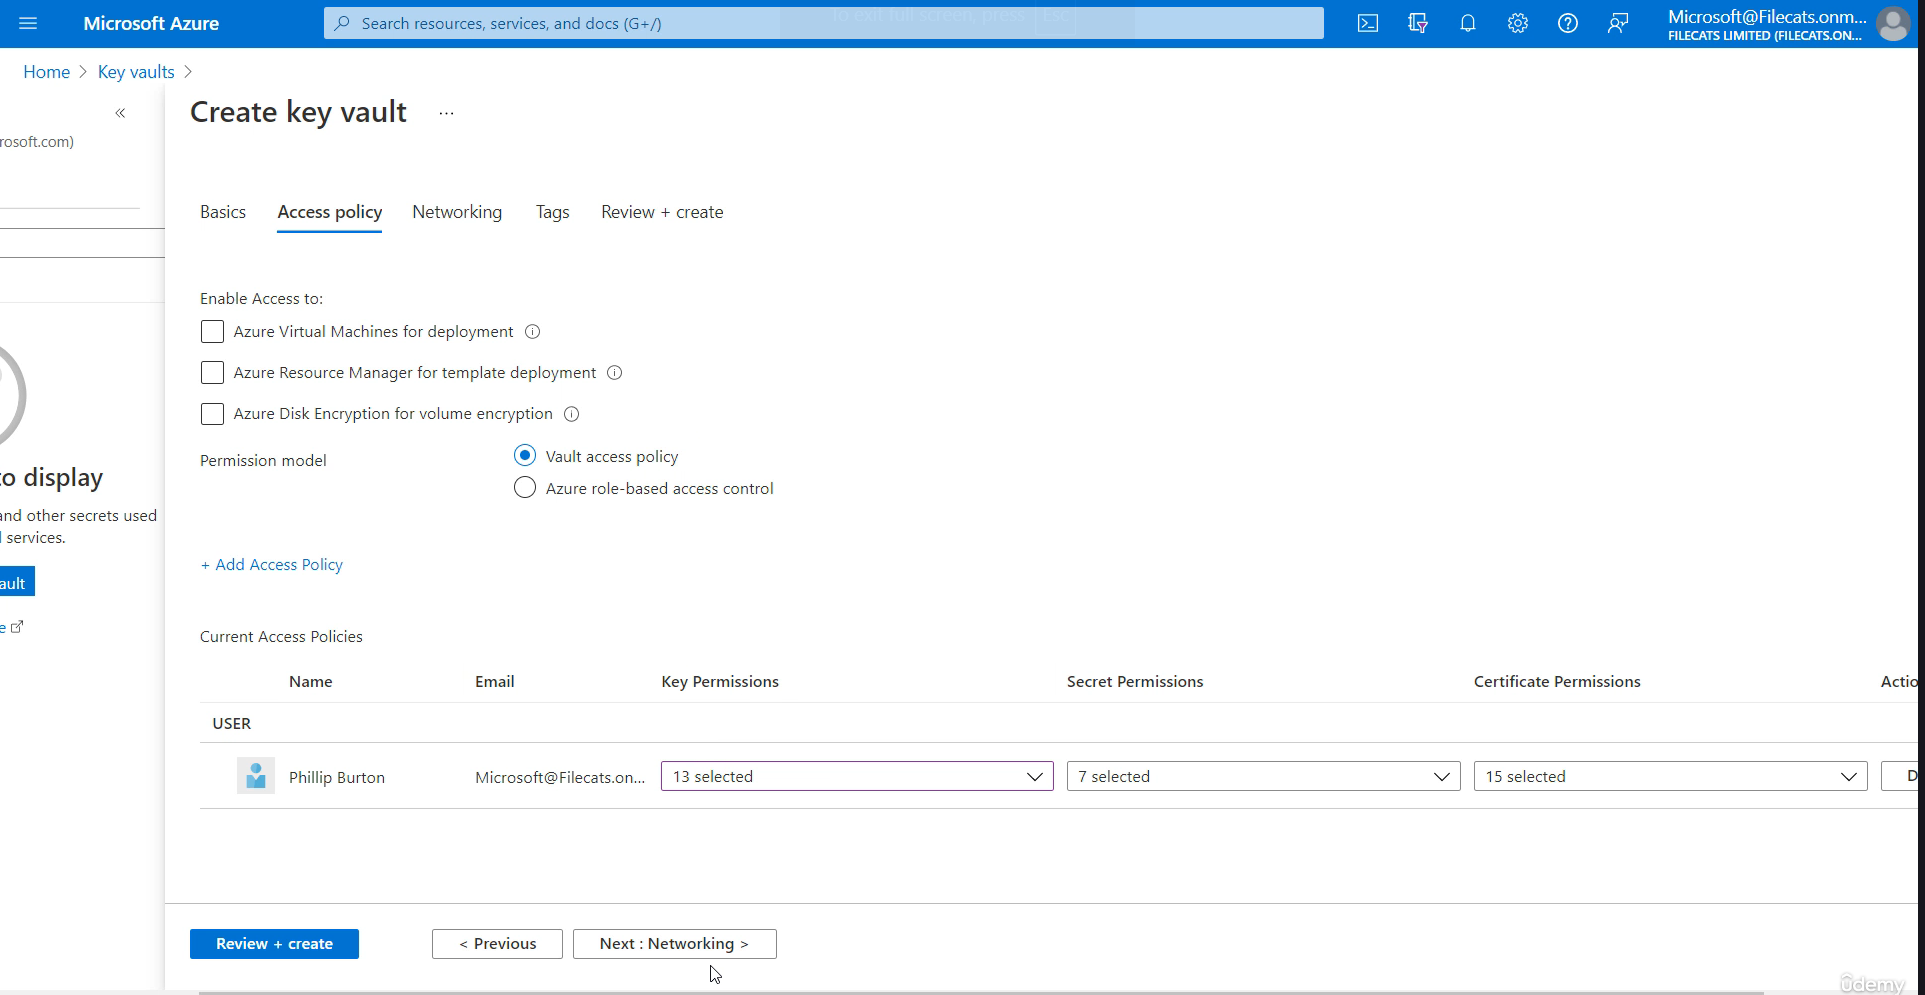 Microsoft Azure
Search resources, services, and docs (G+/)
To exit full screen, press Esc
Microsoft@Filecats.onm...
FILECATS LIMITED (FILECATS.ON...
Home > Key vaults >
«
rosoft.com)
Create key vault ...
Basics Access policy Networking Tags Review + create
Enable Access to:
Azure Virtual Machines for deployment
Azure Resource Manager for template deployment
Azure Disk Encryption for volume encryption
Permission model
Vault access policy
Azure role-based access control
to display
and other secrets used
services.
ault
e
+ Add Access Policy
Current Access Policies
Name Email Key Permissions Secret Permissions Certificate Permissions Actio
USER
Phillip Burton Microsoft@Filecats.on... 13 selected 7 selected 15 selected D
Review + create < Previous Next : Networking >
ûdemy